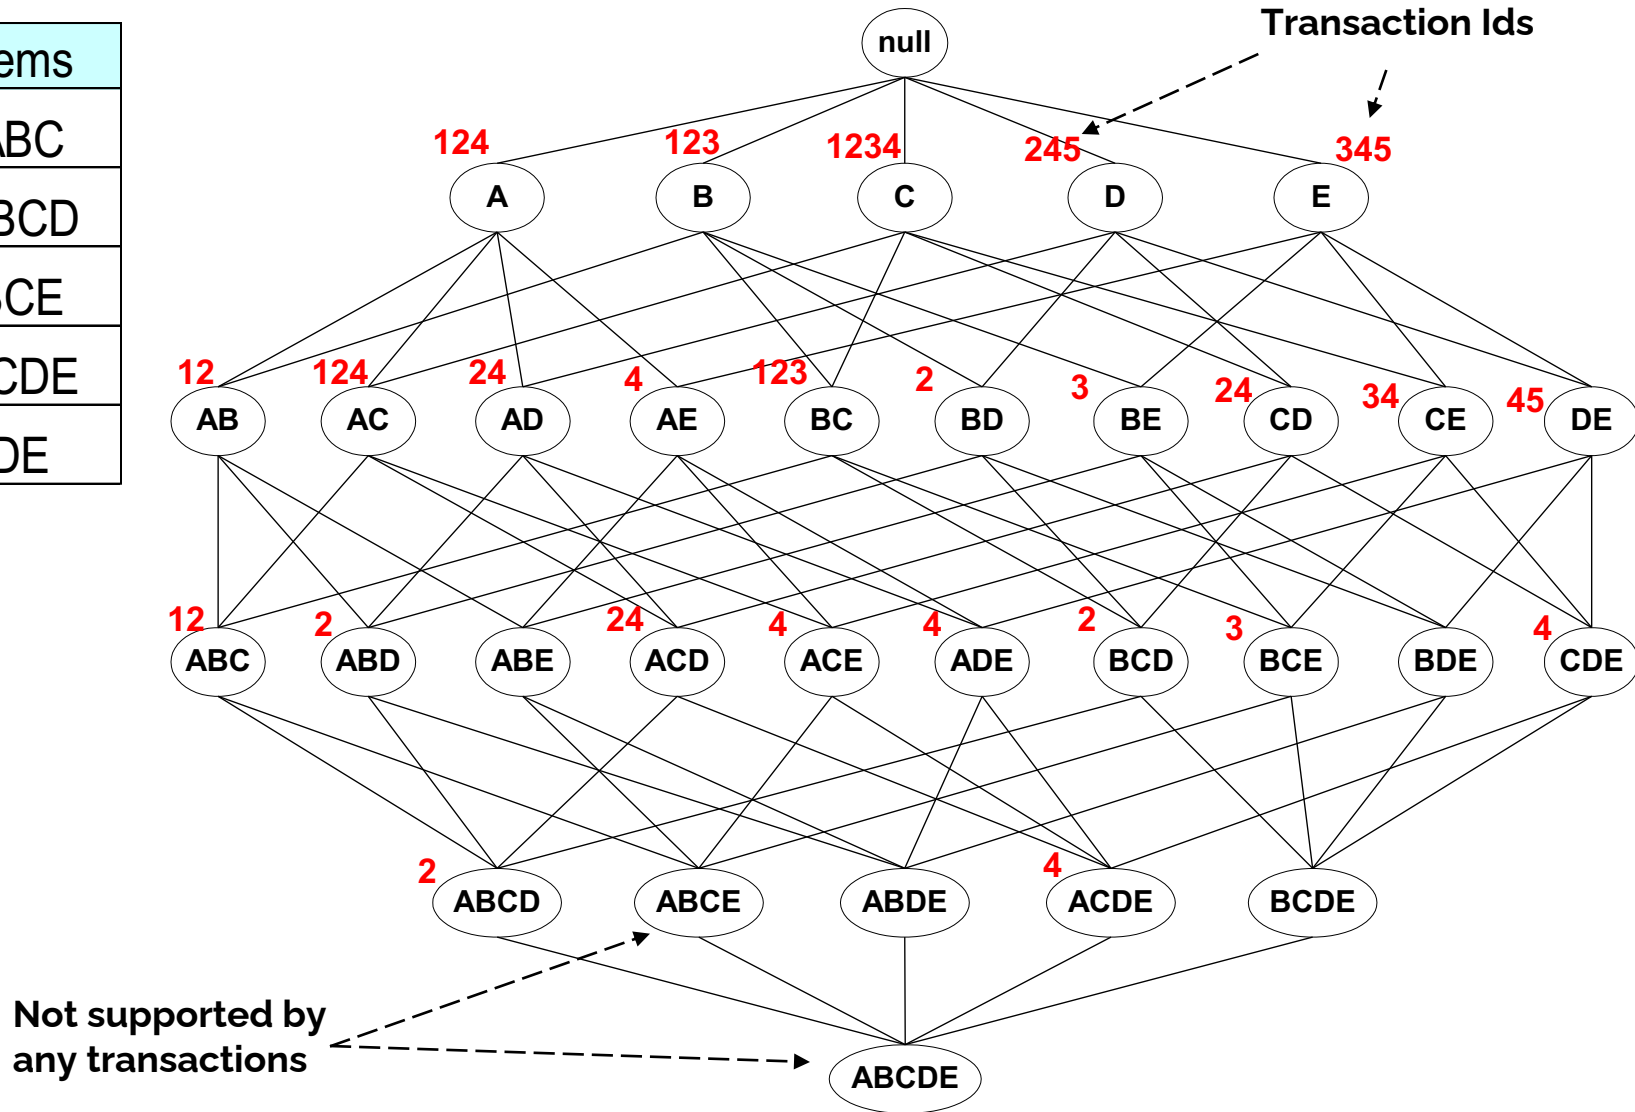 Transaction Ids
null
ems
ABC
BCD
BCE
CDE
DE
124 123 1234 245 345
A B C D E
12 124 24 4 123 2 3 24 34 45
AB AC AD AE BC BD BE CD CE DE
12 2 24 4 4 2 3 4
ABC ABD ABE ACD ACE ADE BCD BCE BDE CDE
2 4
ABCD ABCE ABDE ACDE BCDE
Not supported by
any transactions
ABCDE